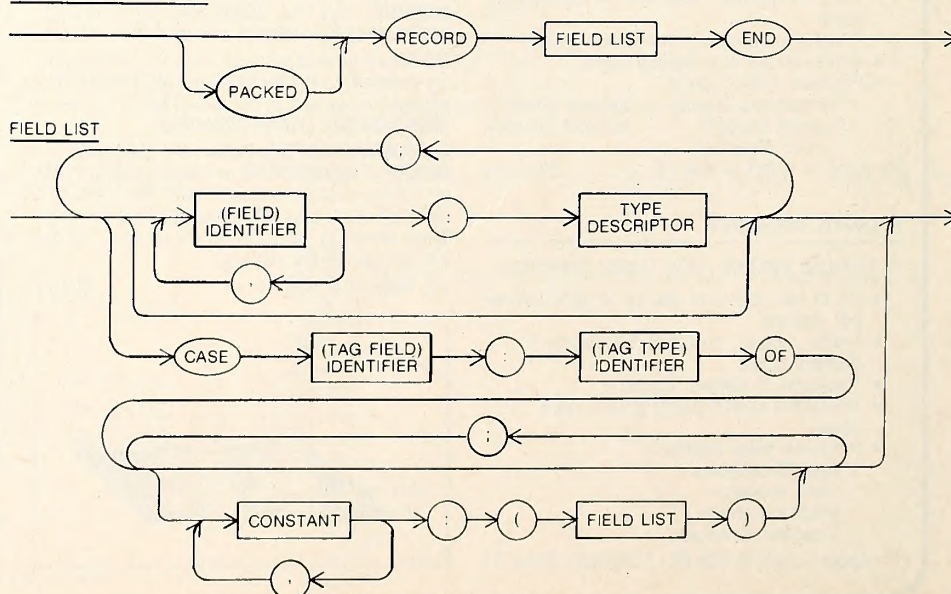 RECORD FIELD LIST END
PACKED
FIELD LIST
;
(FIELD) IDENTIFIER : TYPE DESCRIPTOR
,
CASE (TAG FIELD) IDENTIFIER : (TAG TYPE) IDENTIFIER OF
;
CONSTANT : ( FIELD LIST )
,